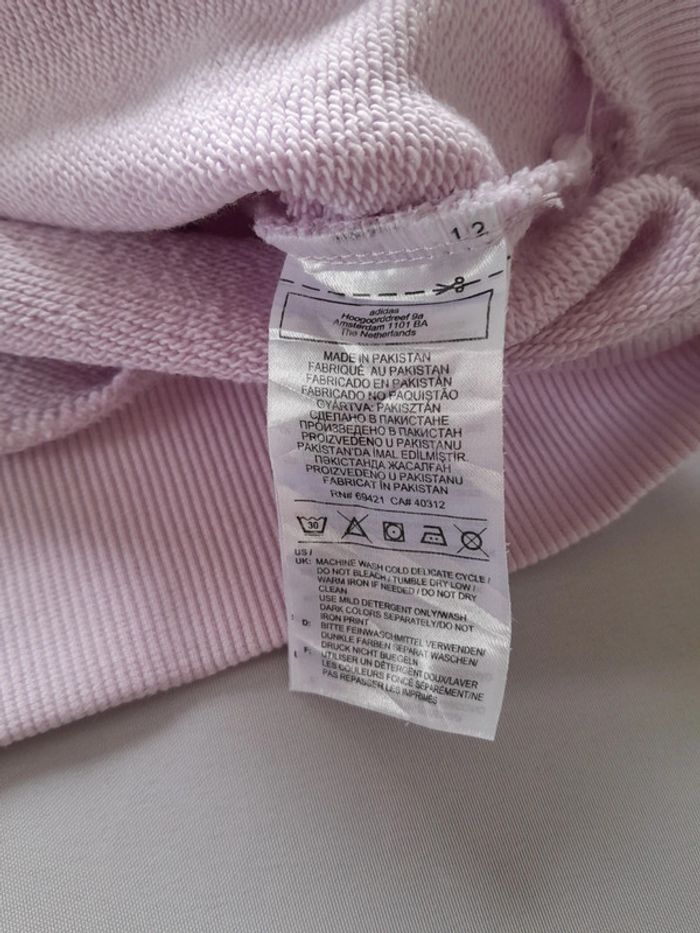 12
adidas
Hoogoorddreef 9a
Amsterdam 1101 BA
The Netherlands
MADE IN PAKISTAN
FABRIQUÉ AU PAKISTAN
FABRICADO EN PAKISTÁN
FABRICADO NO PAQUISTÃO
GYÁRTVA: PAKISZTÁN
СДЕЛАНО В ПАКИСТАНЕ
ПРОИЗВЕДЕНО В ПАКИСТАН
PROIZVEDENO U PAKISTANU
PAKİSTAN'DA İMAL EDİLMİŞTİR.
ПӘКІСТАНДА ЖАСАЛҒАН
PROIZVEDENO U PAKISTANU
FABRICAT ÎN PAKISTAN
RN# 69421 CA# 40312
30
US /
UK: MACHINE WASH COLD DELICATE CYCLE /
DO NOT BLEACH / TUMBLE DRY LOW /
WARM IRON IF NEEDED / DO NOT DRY
CLEAN
USE MILD DETERGENT ONLY/WASH
DARK COLORS SEPARATELY/DO NOT
IRON PRINT
D: BITTE FEINWASCHMITTEL VERWENDEN/
DUNKLE FARBEN SEPARAT WASCHEN/
DRUCK NICHT BUEGELN
F: UTILISER UN DÉTERGENT DOUX/LAVER
LES COULEURS FONCÉ SÉPARÉMENT/NE
PAS REPASSER LES IMPRIMÉS